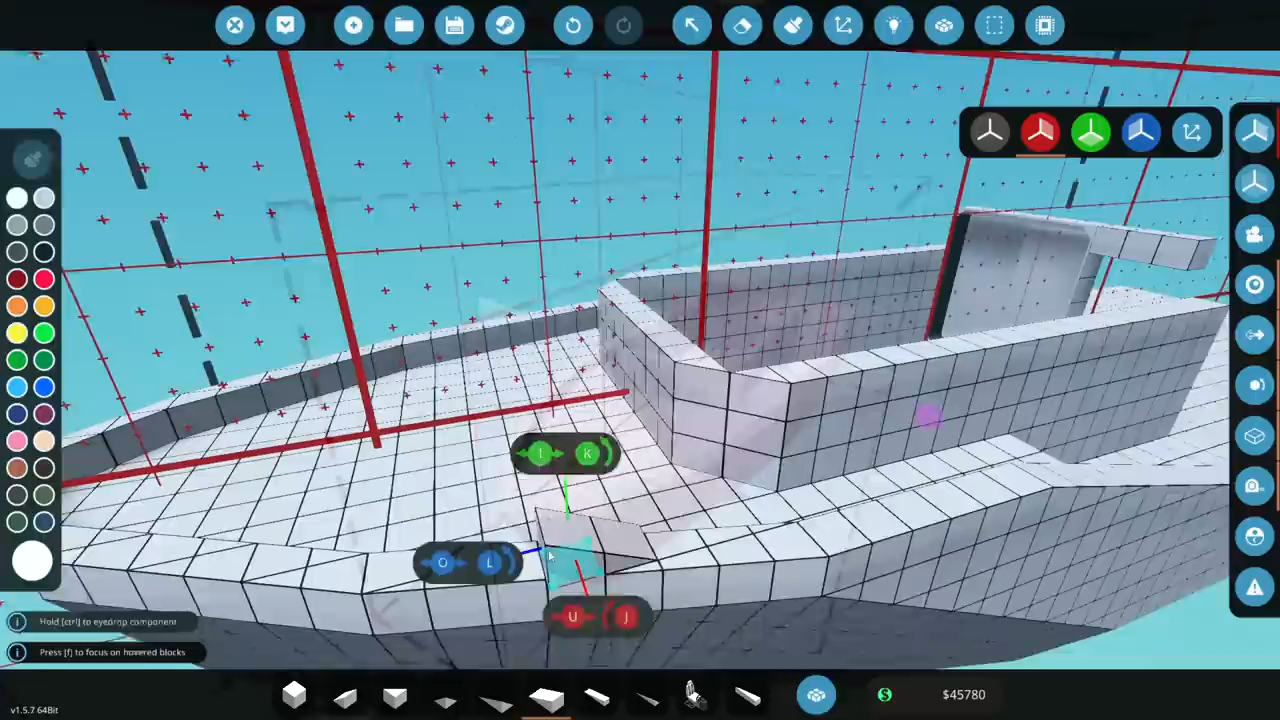 I K
O L
U J
Hold [ctrl] to eyedrop component
Press [f] to focus on hovered blocks
v1.5.7 64Bit
$ $45780